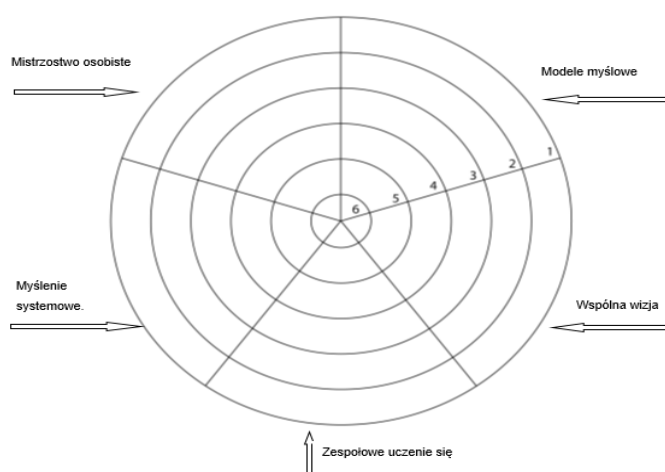 Mistrzostwo osobiste
Modele myślowe
1
2
3
4
5
6
Myślenie
systemowe.
Wspólna wizja
Zespołowe uczenie się